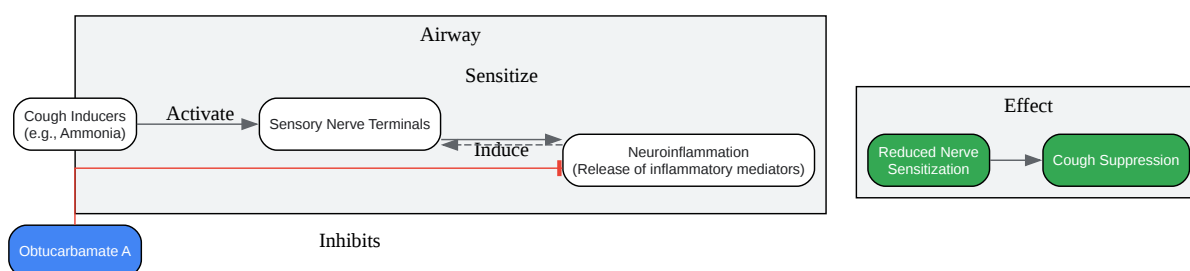 Airway
Sensitize
Cough Inducers
(e.g., Ammonia)
Activate
Sensory Nerve Terminals
Induce
Neuroinflammation
(Release of inflammatory mediators)
Inhibits
Obtucarbamate A
Effect
Reduced Nerve
Sensitization
Cough Suppression